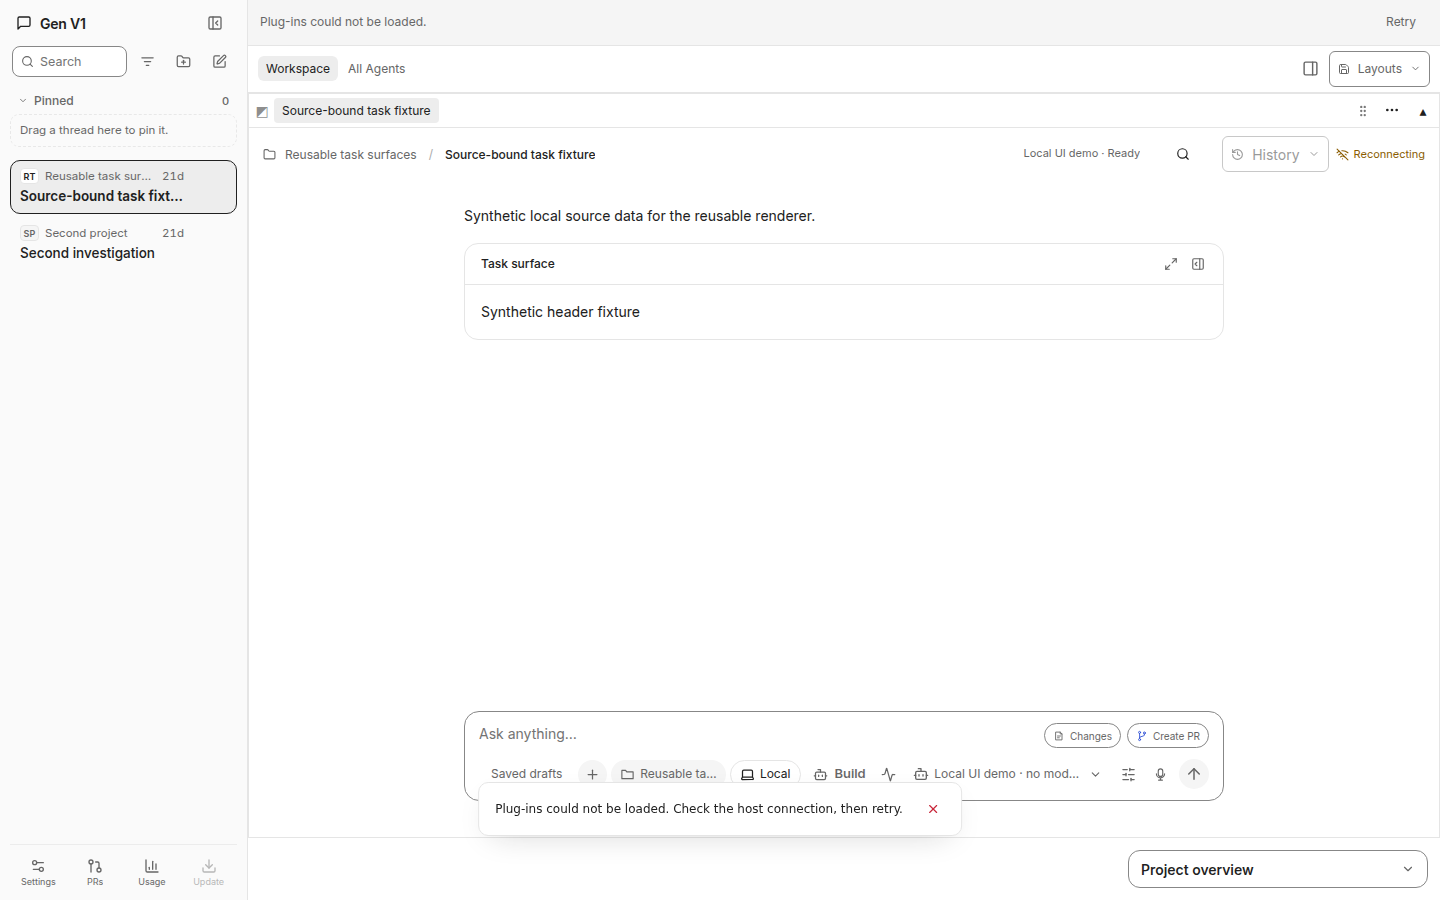 Gen V1
Search
Pinned 0
Drag a thread here to pin it.
RT Reusable task sur... 21d
Source-bound task fixt...
SP Second project 21d
Second investigation
Settings
PRs
Usage
Update
Plug-ins could not be loaded. Retry
Workspace All Agents Layouts
Source-bound task fixture
Reusable task surfaces / Source-bound task fixture Local UI demo · Ready History Reconnecting
Synthetic local source data for the reusable renderer.
Task surface
Synthetic header fixture
Ask anything... Changes Create PR
Saved drafts Reusable ta... Local Build Local UI demo · no mod...
Plug-ins could not be loaded. Check the host connection, then retry.
Project overview